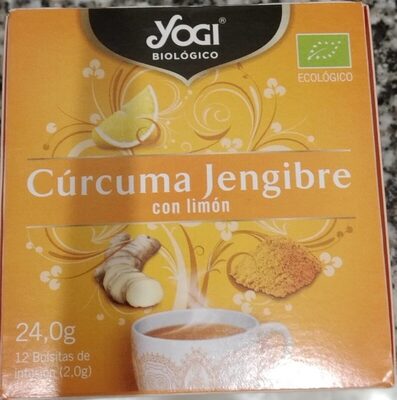 YOGI
BIOLÓGICO
ECOLÓGICO
Cúrcuma Jengibre
con limón
24,0g
12 Bolsitas de
infusión (2,0g)